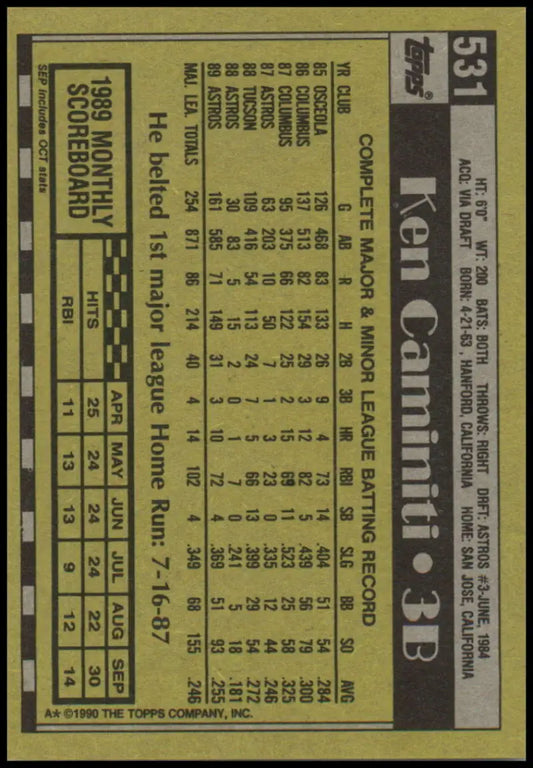 531
topps®
HT: 6'0" WT: 200 BATS: BOTH THROWS: RIGHT DRFT: ASTROS #3-JUNE, 1984
ACQ: VIA DRAFT BORN: 4-21-63, HANFORD, CALIFORNIA HOME: SAN JOSE, CALIFORNIA
Ken Caminiti • 3B
COMPLETE MAJOR & MINOR LEAGUE BATTING RECORD
YR CLUB G AB R H 2B 3B HR RBI SB SLG BB SO AVG
85 OSCEOLA 126 468 83 133 26 9 4 73 14 .404 51 54 .284
86 COLUMBUS 137 513 82 154 29 3 12 82 5 .439 56 79 .300
87 COLUMBUS 95 375 66 122 25 2 15 69 11 .523 25 58 .325
87 ASTROS 63 203 10 50 7 1 3 23 0 .335 12 44 .246
88 TUCSON 109 416 54 113 24 7 5 66 13 .399 29 54 .272
88 ASTROS 30 83 5 15 2 0 1 7 0 .241 5 18 .181
89 ASTROS 161 585 71 149 31 3 10 72 4 .369 51 93 .255
MAJ. LEA. TOTALS 254 871 86 214 40 4 14 102 4 .349 68 155 .246
He belted 1st major league Home Run: 7-16-87
1989 MONTHLY
SCOREBOARD
APR MAY JUN JUL AUG SEP
HITS 25 24 24 24 22 30
RBI 11 13 13 9 12 14
SEP includes OCT stats
A* ©1990 THE TOPPS COMPANY, INC.